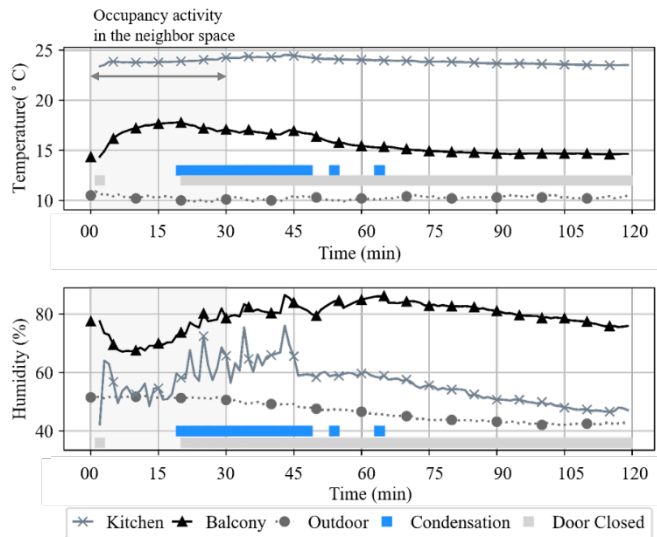 Occupancy activity
in the neighbor space
Temperature(°C)
25
20
15
10
00 15 30 45 60 75 90 105 120
Time (min)
Humidity (%)
80
60
40
00 15 30 45 60 75 90 105 120
Time (min)
Kitchen Balcony Outdoor Condensation Door Closed